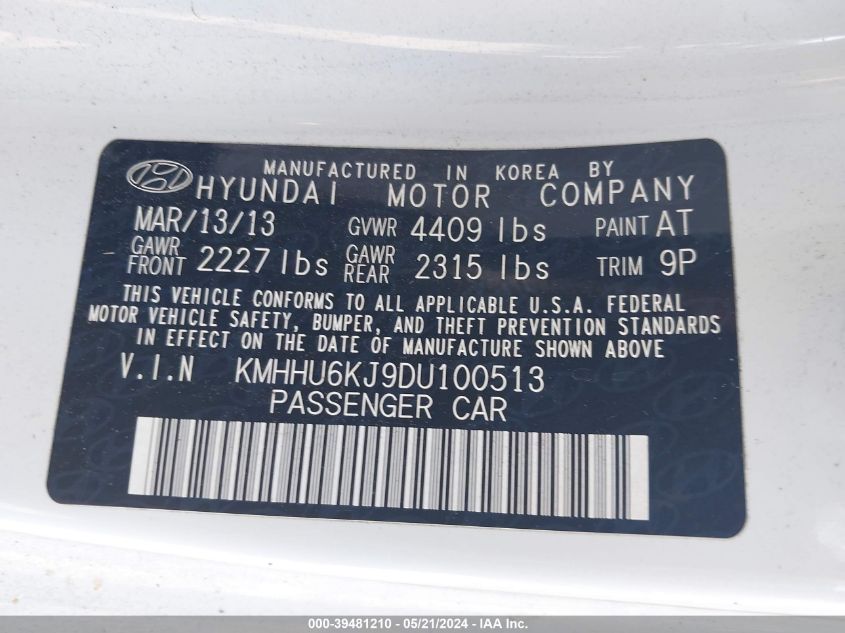 MANUFACTURED IN KOREA BY
HYUNDAI MOTOR COMPANY
MAR/13/13 GVWR 4409 lbs PAINT AT
GAWR FRONT 2227 lbs GAWR REAR 2315 lbs TRIM 9P
THIS VEHICLE CONFORMS TO ALL APPLICABLE U.S.A. FEDERAL
MOTOR VEHICLE SAFETY, BUMPER, AND THEFT PREVENTION STANDARDS
IN EFFECT ON THE DATE OF MANUFACTURE SHOWN ABOVE
V.I.N KMHHU6KJ9DU100513
PASSENGER CAR
000-39481210 - 05/21/2024 - IAA Inc.